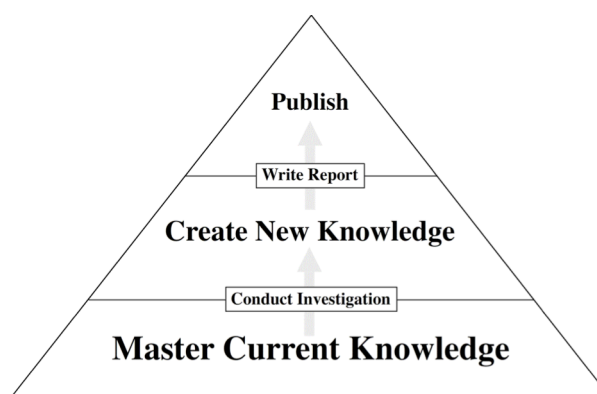 Publish
Write Report
Create New Knowledge
Conduct Investigation
Master Current Knowledge